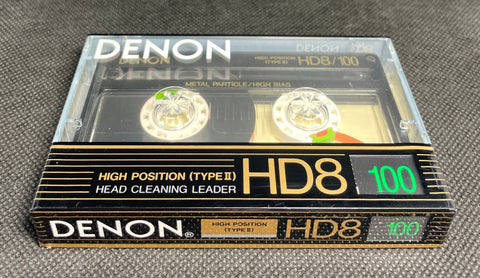 DENON
HIGH POSITION
(TYPE II)
HD8/100
DENON
METAL PARTICLE/HIGH BIAS
HIGH POSITION (TYPE II)
HEAD CLEANING LEADER
HD8
100
DENON®
HIGH POSITION
(TYPE II)
HD8
100